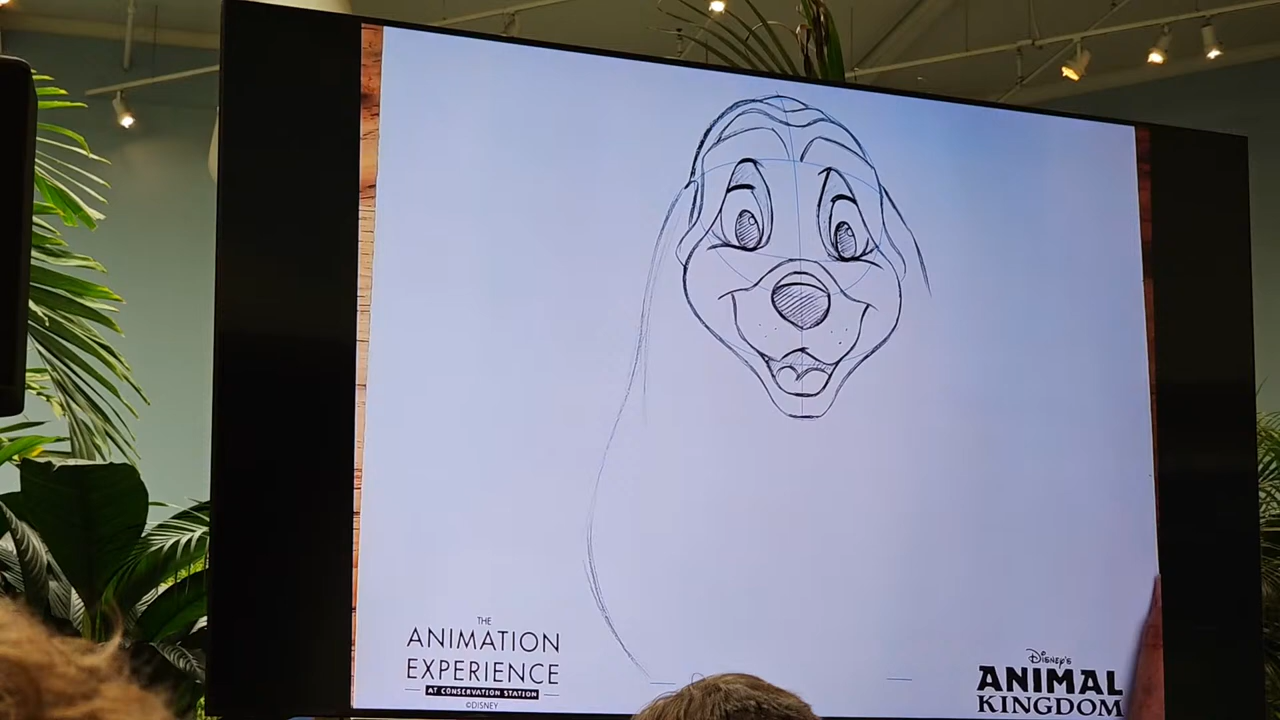 THE
ANIMATION
EXPERIENCE
AT CONSERVATION STATION
©DISNEY
DISNEY'S
ANIMAL
KINGDOM